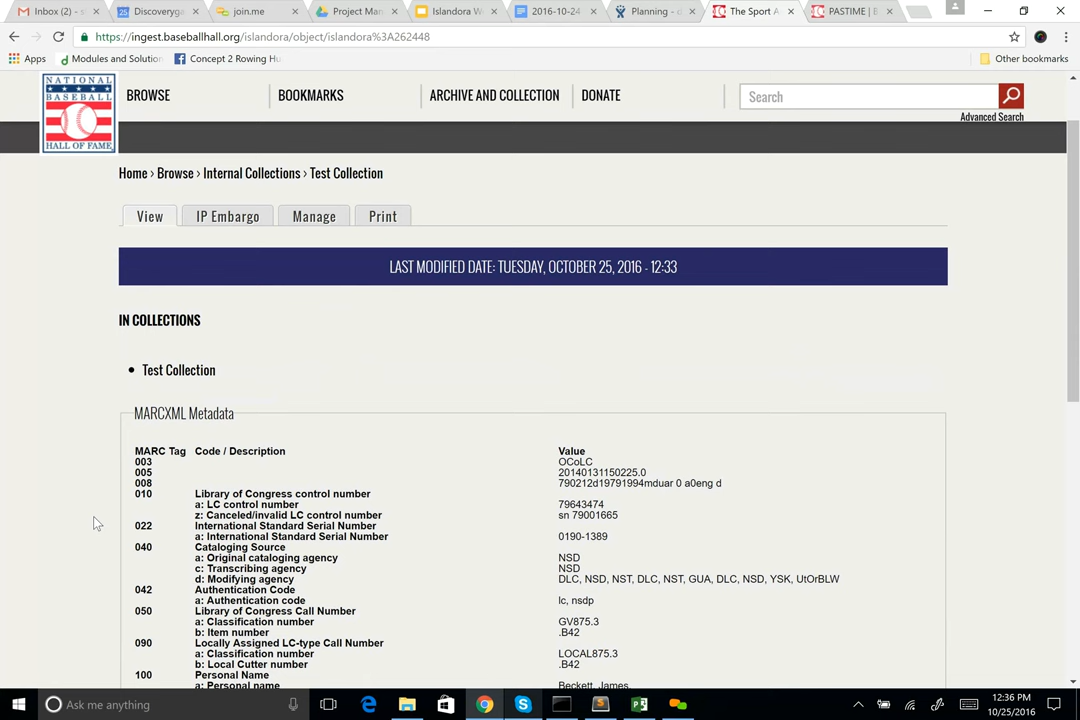 Inbox (2) - s
Discoveryga
join.me
Project Man
Islandora W
2016-10-24
Planning - d
The Sport A
PASTIME | B
https://ingest.baseballhall.org/islandora/object/islandora%3A262448
Apps
Modules and Solution
Concept 2 Rowing Hu
Other bookmarks
NATIONAL
BASEBALL
HALL OF FAME
BROWSE
BOOKMARKS
ARCHIVE AND COLLECTION
DONATE
Search
Advanced Search
Home › Browse › Internal Collections › Test Collection
View
IP Embargo
Manage
Print
LAST MODIFIED DATE: TUESDAY, OCTOBER 25, 2016 - 12:33
IN COLLECTIONS
Test Collection
MARCXML Metadata
MARC Tag Code / Description Value
003 OCoLC
005 20140131150225.0
008 790212d19791994mduar 0 a0eng d
010 Library of Congress control number
a: LC control number 79643474
z: Canceled/invalid LC control number sn 79001665
022 International Standard Serial Number
a: International Standard Serial Number 0190-1389
040 Cataloging Source
a: Original cataloging agency NSD
c: Transcribing agency NSD
d: Modifying agency DLC, NSD, NST, DLC, NST, GUA, DLC, NSD, YSK, UtOrBLW
042 Authentication Code
a: Authentication code lc, nsdp
050 Library of Congress Call Number
a: Classification number GV875.3
b: Item number .B42
090 Locally Assigned LC-type Call Number
a: Classification number LOCAL875.3
b: Local Cutter number .B42
100 Personal Name
a: Personal name Beckett, James,
Ask me anything
12:36 PM
10/25/2016